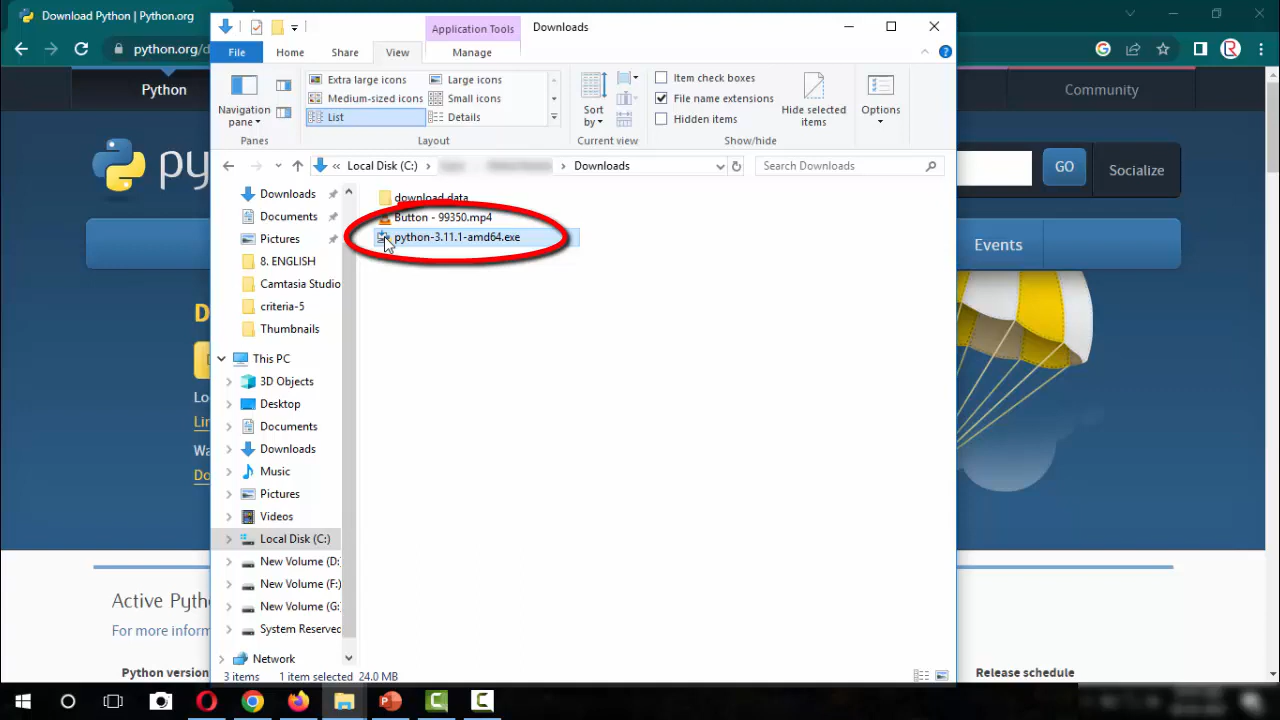 Download Python | Python.org
python.org/d
Python
Community
py
GO
Socialize
Events
D
Lo
Lin
Wa
Do
Active Pyth
For more inform
Python version
Release schedule
Application Tools
Downloads
File
Home
Share
View
Manage
Navigation pane
Panes
Extra large icons
Large icons
Medium-sized icons
Small icons
List
Details
Layout
Sort by
Current view
Item check boxes
File name extensions
Hidden items
Hide selected items
Show/hide
Options
Local Disk (C:)
Downloads
Search Downloads
Downloads
Documents
Pictures
8. ENGLISH
Camtasia Studio
criteria-5
Thumbnails
This PC
3D Objects
Desktop
Documents
Downloads
Music
Pictures
Videos
Local Disk (C:)
New Volume (D:
New Volume (F:)
New Volume (G:
System Reserved
Network
download data
Button - 99350.mp4
python-3.11.1-amd64.exe
3 items
1 item selected 24.0 MB